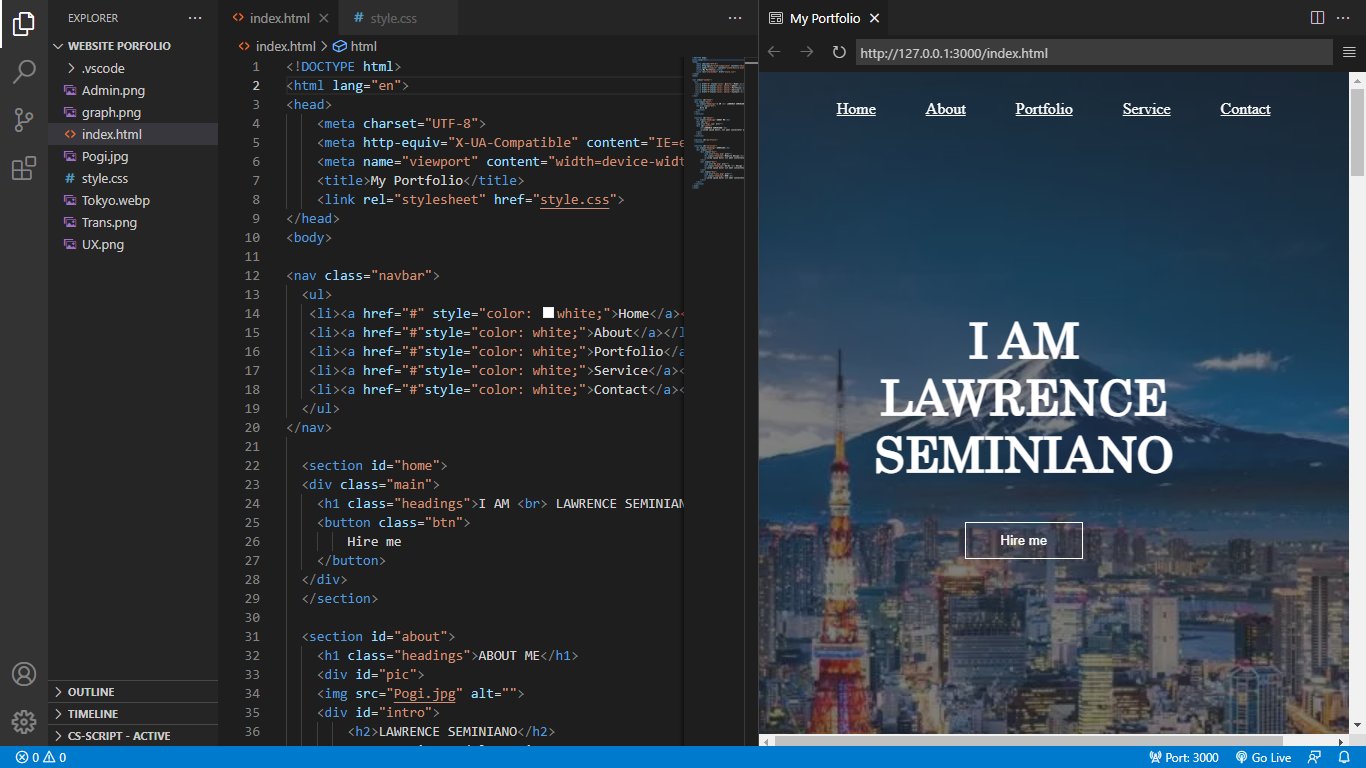 EXPLORER
WEBSITE PORFOLIO
.vscode
Admin.png
graph.png
index.html
Pogi.jpg
style.css
Tokyo.webp
Trans.png
UX.png
OUTLINE
TIMELINE
CS-SCRIPT - ACTIVE
index.html
style.css
index.html > html
1 <!DOCTYPE html>
2 <html lang="en">
3 <head>
4 <meta charset="UTF-8">
5 <meta http-equiv="X-UA-Compatible" content="IE=e
6 <meta name="viewport" content="width=device-widt
7 <title>My Portfolio</title>
8 <link rel="stylesheet" href="style.css">
9 </head>
10 <body>
11
12 <nav class="navbar">
13 <ul>
14 <li><a href="#" style="color: white;">Home</a><
15 <li><a href="#"style="color: white;">About</a></l
16 <li><a href="#"style="color: white;">Portfolio</a
17 <li><a href="#"style="color: white;">Service</a><
18 <li><a href="#"style="color: white;">Contact</a><
19 </ul>
20 </nav>
21
22 <section id="home">
23 <div class="main">
24 <h1 class="headings">I AM <br> LAWRENCE SEMINIAN
25 <button class="btn">
26 Hire me
27 </button>
28 </div>
29 </section>
30
31 <section id="about">
32 <h1 class="headings">ABOUT ME</h1>
33 <div id="pic">
34 <img src="Pogi.jpg" alt="">
35 <div id="intro">
36 <h2>LAWRENCE SEMINIANO</h2>
My Portfolio
http://127.0.0.1:3000/index.html
Home About Portfolio Service Contact
I AM
LAWRENCE
SEMINIANO
Hire me
0 0
Port: 3000 Go Live